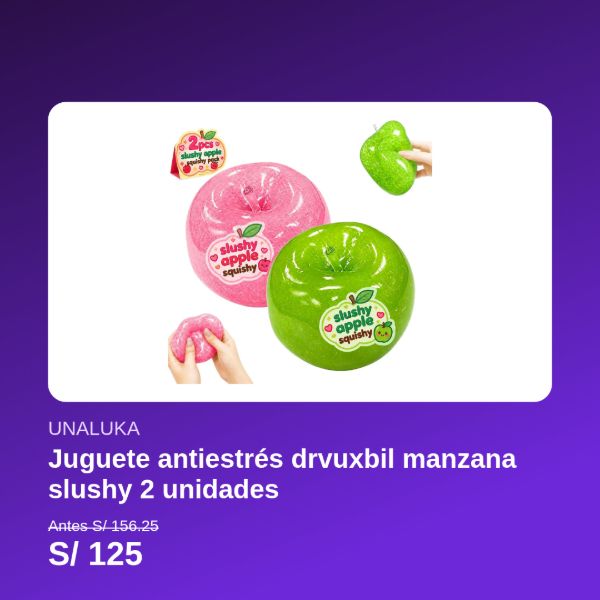 2pcs
slushy apple
squishy pack
slushy
apple
squishy
slushy
apple
squishy
UNALUKA
Juguete antiestrés drvuxbil manzana
slushy 2 unidades
Antes S/ 156.25
S/ 125